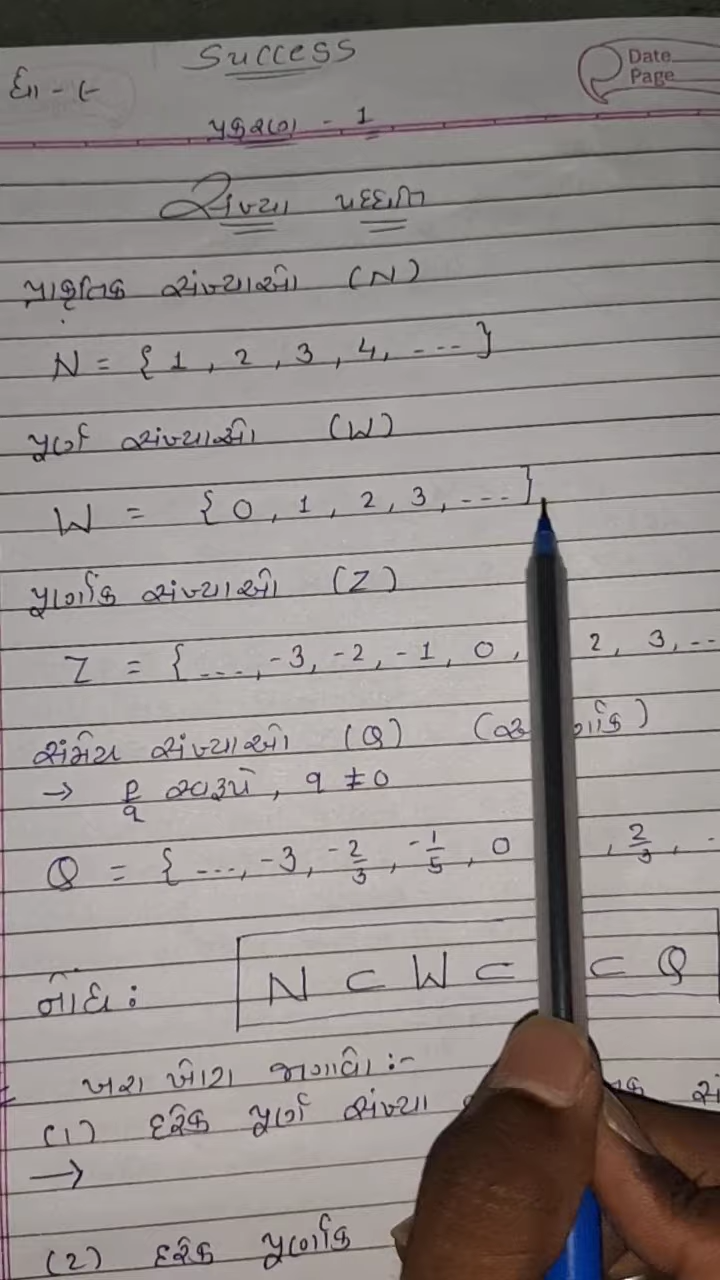 Success
Date
Page
ધો - ૯
પ્રકરણ - 1
સંખ્યા પદ્ધતિ
પ્રાકૃતિક સંખ્યાઓ (N)
N = { 1 , 2 , 3 , 4, --- }
પુર્ણ સંખ્યાઓ (W)
W = { 0 , 1 , 2 , 3 , --- }
પુર્ણાંક સંખ્યાઓ (Z)
Z = { ---, -3, -2, -1, 0, 2, 3, --
સંમેય સંખ્યાઓ (Q)
→ p/q સ્વરૂપે, q ≠ 0
Q = { ---, -3, -2/3, -1/5, 0 , 2/3, -
નોંધ : N ⊂ W ⊂ ⊂ Q
ખરા ખોટા જણાવો :-
(1) દરેક પુર્ણ સંખ્યા
→
(2) દરેક પુર્ણાંક